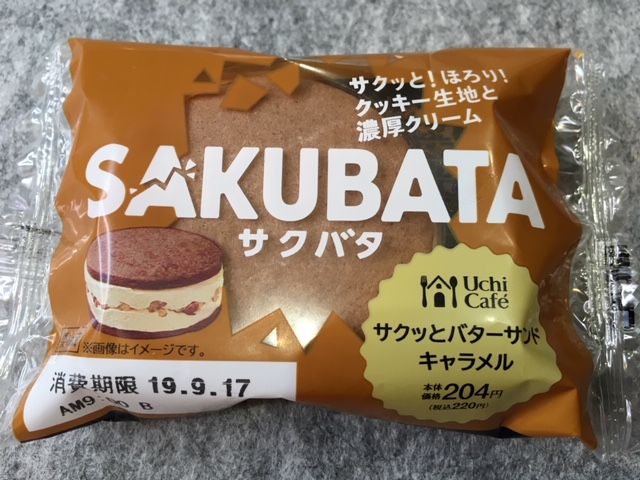 サクッと!ほろり!
クッキー生地と
濃厚クリーム
SAKUBATA
サクバタ
Uchi
Café
サクッとバターサンド
キャラメル
本体
価格 204円
(税込220円)
※画像はイメージです。
消費期限 19.9.17
B